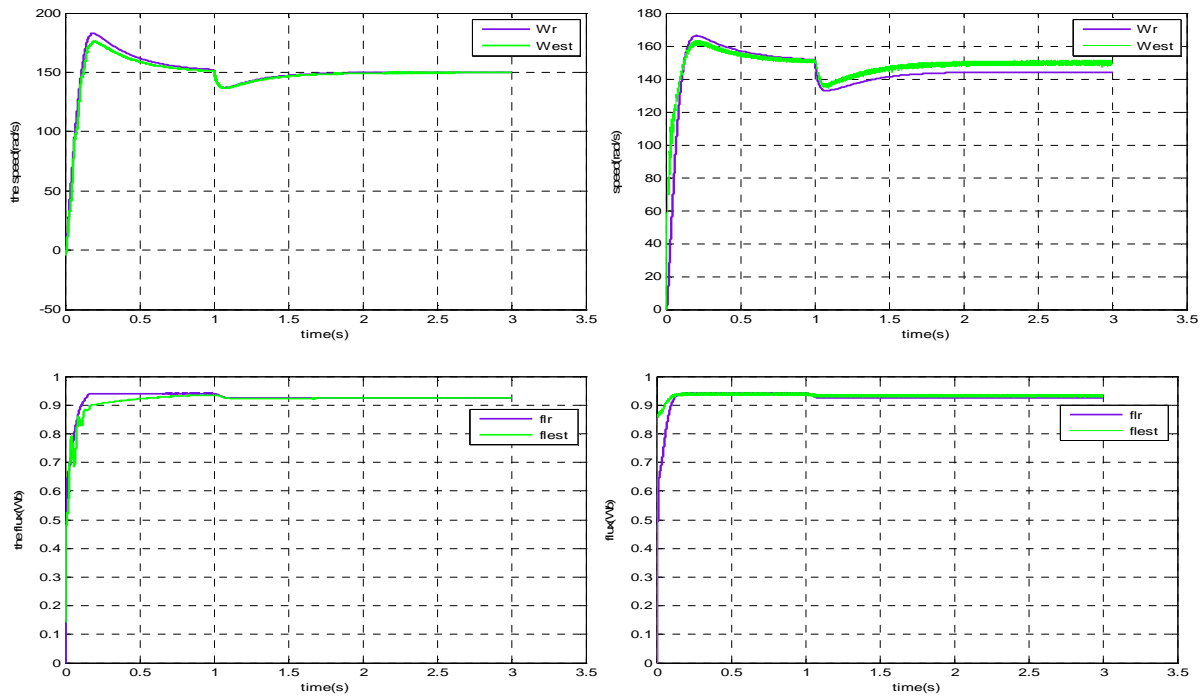 200
150
100
50
0
-50
0 0.5 1 1.5 2 2.5 3 3.5
time(s)
the speed(rad/s)
Wr
West
180
160
140
120
100
80
60
40
20
0
0 0.5 1 1.5 2 2.5 3 3.5
time(s)
speed(rad/s)
Wr
West
1
0.9
0.8
0.7
0.6
0.5
0.4
0.3
0.2
0.1
0
0 0.5 1 1.5 2 2.5 3 3.5
time(s)
the flux(Wb)
flr
flest
1
0.9
0.8
0.7
0.6
0.5
0.4
0.3
0.2
0.1
0
0 0.5 1 1.5 2 2.5 3 3.5
time(s)
flux(Wb)
flr
flest